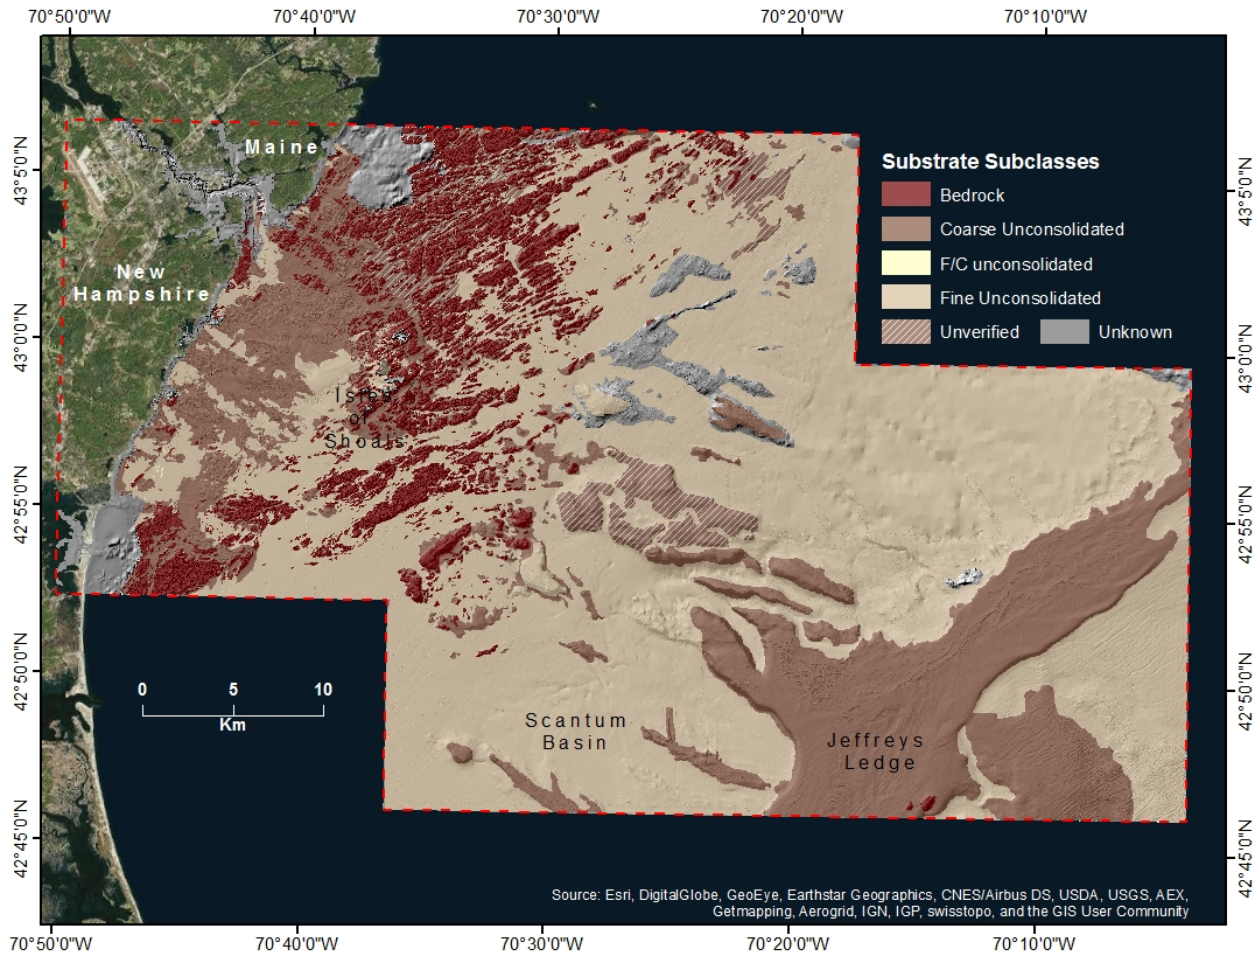 70°50'0"W 70°40'0"W 70°30'0"W 70°20'0"W 70°10'0"W
43°5'0"N
43°0'0"N
42°55'0"N
42°50'0"N
42°45'0"N
Maine
New
Hampshire
Isles
of
Shoals
Substrate Subclasses
Bedrock
Coarse Unconsolidated
F/C unconsolidated
Fine Unconsolidated
Unverified Unknown
43°5'0"N
43°0'0"N
42°55'0"N
42°50'0"N
42°45'0"N
0 5 10
Km
Scantum
Basin
Jeffreys
Ledge
Source: Esri, DigitalGlobe, GeoEye, Earthstar Geographics, CNES/Airbus DS, USDA, USGS, AEX,
Getmapping, Aerogrid, IGN, IGP, swisstopo, and the GIS User Community
70°50'0"W 70°40'0"W 70°30'0"W 70°20'0"W 70°10'0"W